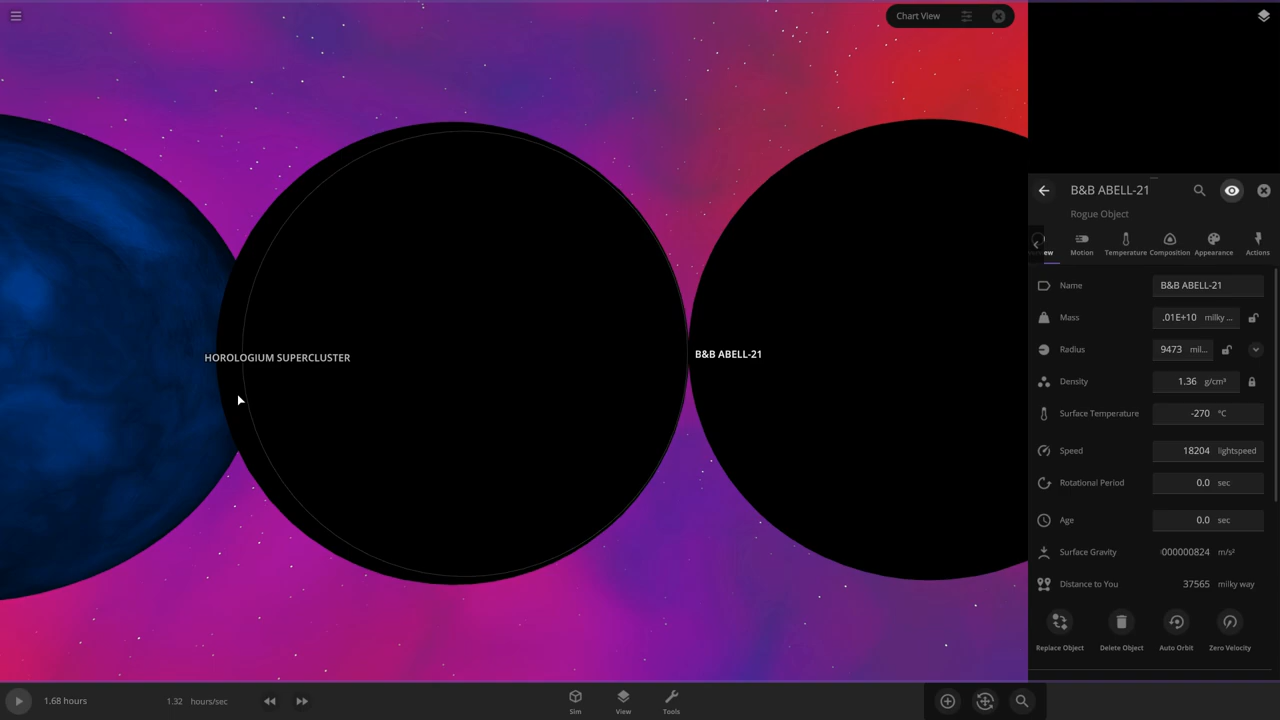 Chart View
HOROLOGIUM SUPERCLUSTER
B&B ABELL-21
B&B ABELL-21
Rogue Object
Motion
Temperature
Composition
Appearance
Actions
Name B&B ABELL-21
Mass .01E+10 milky ...
Radius 9473 mil...
Density 1.36 g/cm³
Surface Temperature -270 °C
Speed 18204 lightspeed
Rotational Period 0.0 sec
Age 0.0 sec
Surface Gravity 000000824 m/s²
Distance to You 37565 milky way
Replace Object
Delete Object
Auto Orbit
Zero Velocity
1.68 hours
1.32 hours/sec
Sim
View
Tools